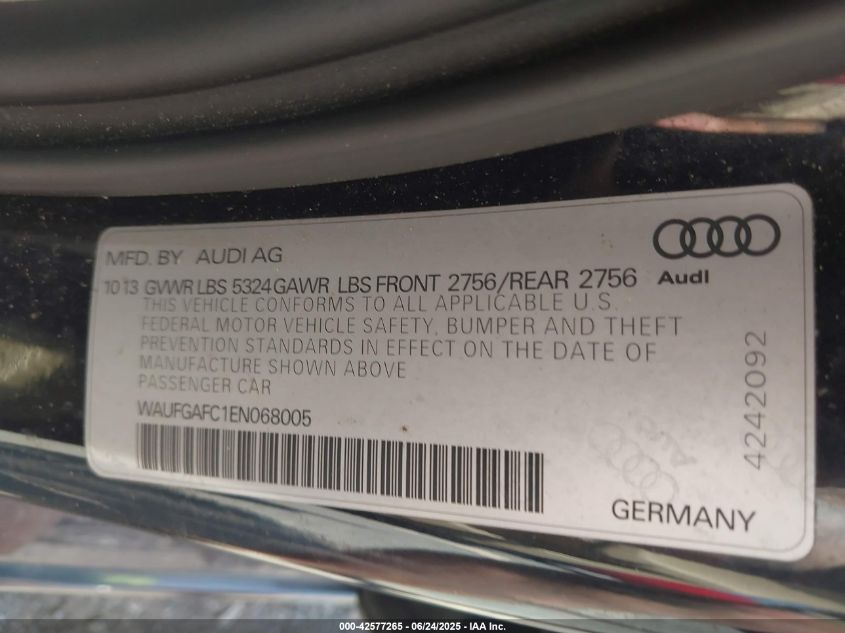 MFD. BY AUDI AG
10 13 GVWR LBS 5324 GAWR LBS FRONT 2756/REAR 2756
Audi
THIS VEHICLE CONFORMS TO ALL APPLICABLE U.S.
FEDERAL MOTOR VEHICLE SAFETY, BUMPER AND THEFT
PREVENTION STANDARDS IN EFFECT ON THE DATE OF
MANUFACTURE SHOWN ABOVE
PASSENGER CAR
WAUFGAFC1EN068005
4242092
GERMANY
000-42577265 - 06/24/2025 - IAA Inc.